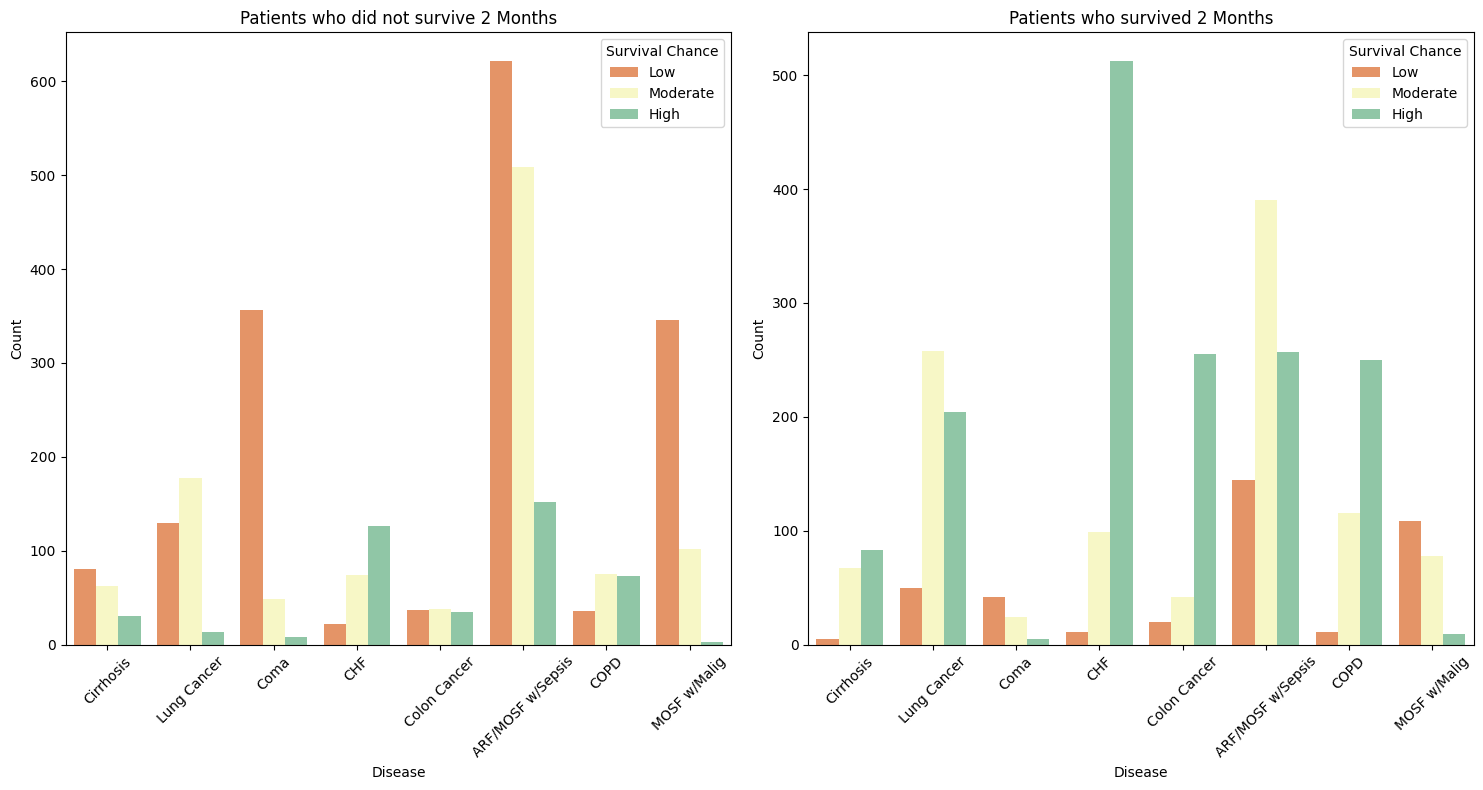 Patients who did not survive 2 Months
Count
600
500
400
300
200
100
0
Survival Chance
Low
Moderate
High
Cirrhosis
Lung Cancer
Coma
CHF
Colon Cancer
ARF/MOSF w/Sepsis
COPD
MOSF w/Malig
Disease
Patients who survived 2 Months
Count
500
400
300
200
100
0
Survival Chance
Low
Moderate
High
Cirrhosis
Lung Cancer
Coma
CHF
Colon Cancer
ARF/MOSF w/Sepsis
COPD
MOSF w/Malig
Disease